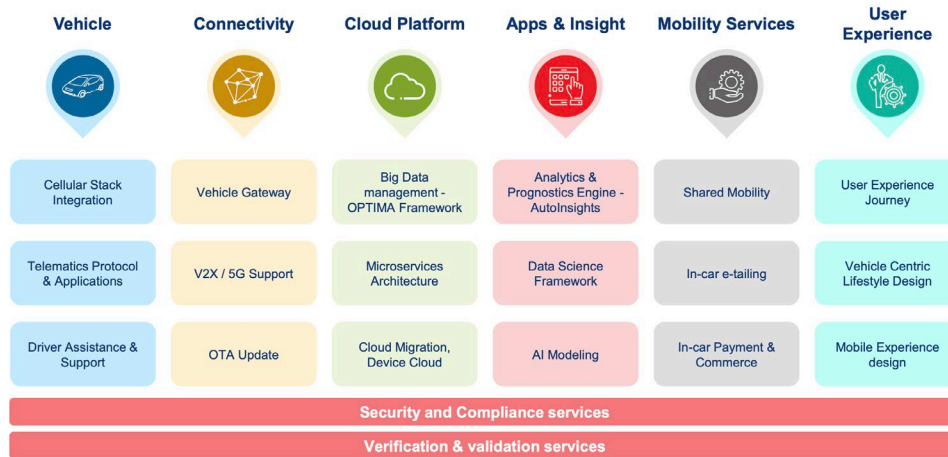 Vehicle
Connectivity
Cloud Platform
Apps & Insight
Mobility Services
User
Experience
Cellular Stack
Integration
Vehicle Gateway
Big Data
management -
OPTIMA Framework
Analytics &
Prognostics Engine -
AutoInsights
Shared Mobility
User Experience
Journey
Telematics Protocol
& Applications
V2X / 5G Support
Microservices
Architecture
Data Science
Framework
In-car e-tailing
Vehicle Centric
Lifestyle Design
Driver Assistance &
Support
OTA Update
Cloud Migration,
Device Cloud
AI Modeling
In-car Payment &
Commerce
Mobile Experience
design
Security and Compliance services
Verification & validation services